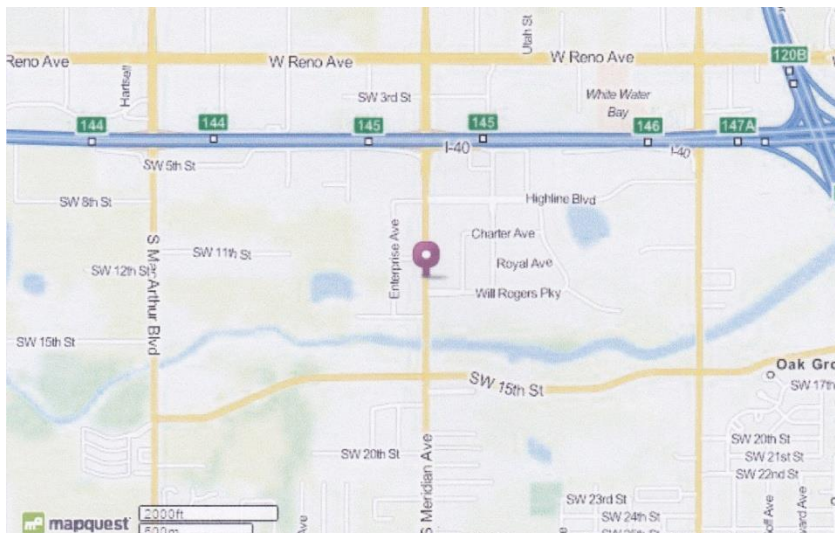 Reno Ave
W Reno Ave
Utah St
W Reno Ave
120B
Hartsell
SW 3rd St
White Water
Bay
144
144
145
145
146
147A
I-40
I-40
SW 5th St
SW 8th St
Highline Blvd
S MacArthur Blvd
SW 11th St
Enterprise Ave
Charter Ave
SW 12th St
Royal Ave
Will Rogers Pky
SW 15th St
SW 15th St
Oak Gro
SW 17th
S Meridian Ave
SW 20th St
SW 20th St
SW 21st St
SW 22nd St
SW 23rd St
SW 24th St
mapquest
2000ft
600m
Ave
ward Ave